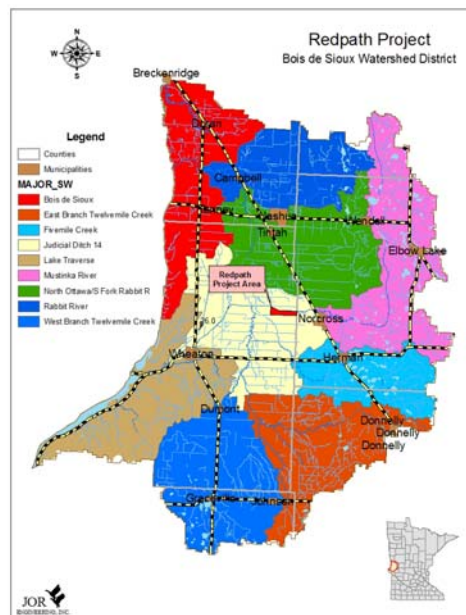 Redpath Project
Bois de Sioux Watershed District
N
W
E
S
Breckenridge
Doran
Legend
Counties
Municipalities
MAJOR_SW
Bois de Sioux
East Branch Twelvemile Creek
Fivemile Creek
Judicial Ditch 14
Lake Traverse
Mustinka River
North Ottawa/S Fork Rabbit R
Rabbit River
West Branch Twelvemile Creek
Campbell
Nashua
Wendell
Tintah
Elbow Lake
Redpath
Project Area
Norcross
Wheaton
Herman
Dumont
Donnelly
Donnelly
Donnelly
Graceville
Johnson
JOR
ENGINEERING, INC.